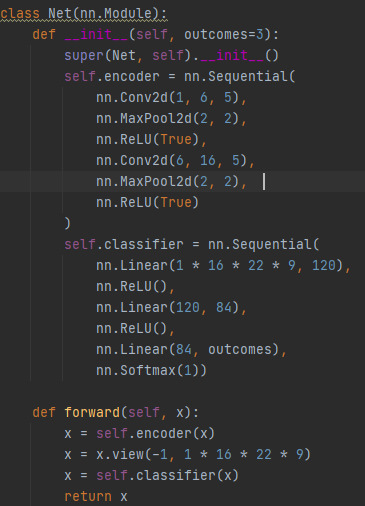 class Net(nn.Module):
    def __init__(self, outcomes=3):
        super(Net, self).__init__()
        self.encoder = nn.Sequential(
            nn.Conv2d(1, 6, 5),
            nn.MaxPool2d(2, 2),
            nn.ReLU(True),
            nn.Conv2d(6, 16, 5),
            nn.MaxPool2d(2, 2),
            nn.ReLU(True)
        )
        self.classifier = nn.Sequential(
            nn.Linear(1 * 16 * 22 * 9, 120),
            nn.ReLU(),
            nn.Linear(120, 84),
            nn.ReLU(),
            nn.Linear(84, outcomes),
            nn.Softmax(1))

    def forward(self, x):
        x = self.encoder(x)
        x = x.view(-1, 1 * 16 * 22 * 9)
        x = self.classifier(x)
        return x